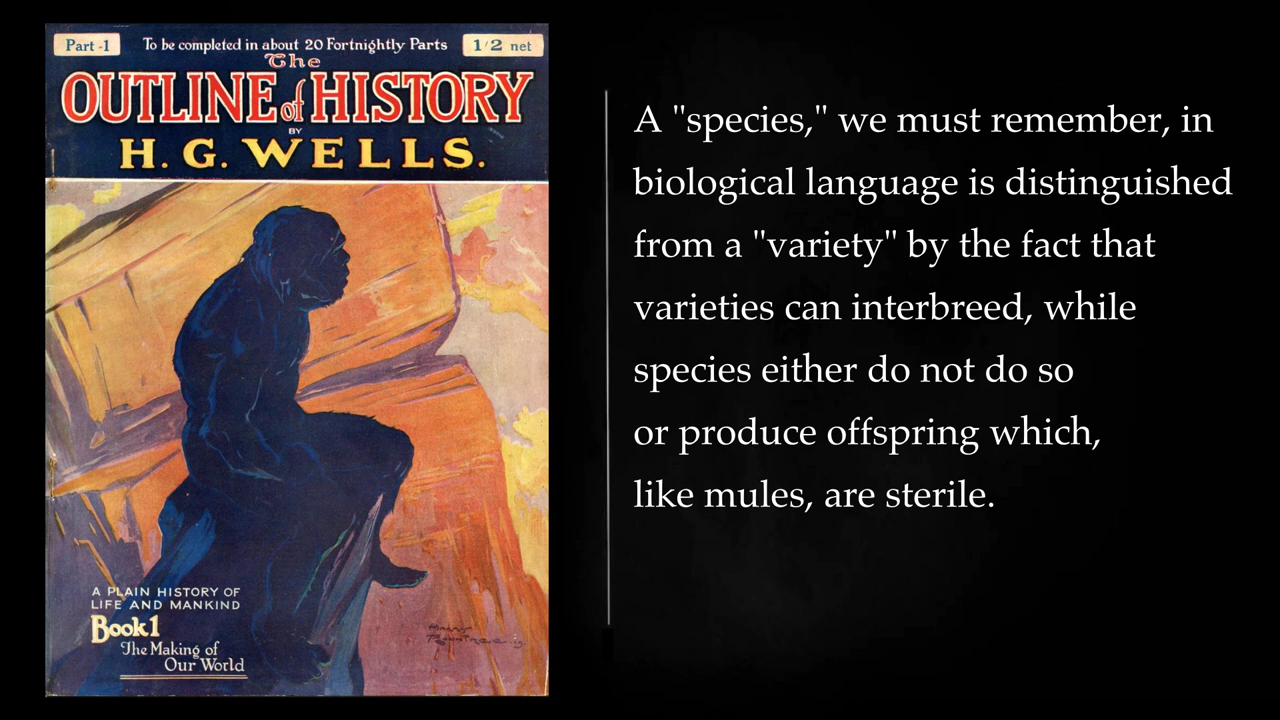 Part -1
To be completed in about 20 Fortnightly Parts
1/2 net
The
OUTLINE of HISTORY
BY
H. G. WELLS.
A PLAIN HISTORY OF
LIFE AND MANKIND
Book 1
The Making of
Our World
A "species," we must remember, in
biological language is distinguished
from a "variety" by the fact that
varieties can interbreed, while
species either do not do so
or produce offspring which,
like mules, are sterile.